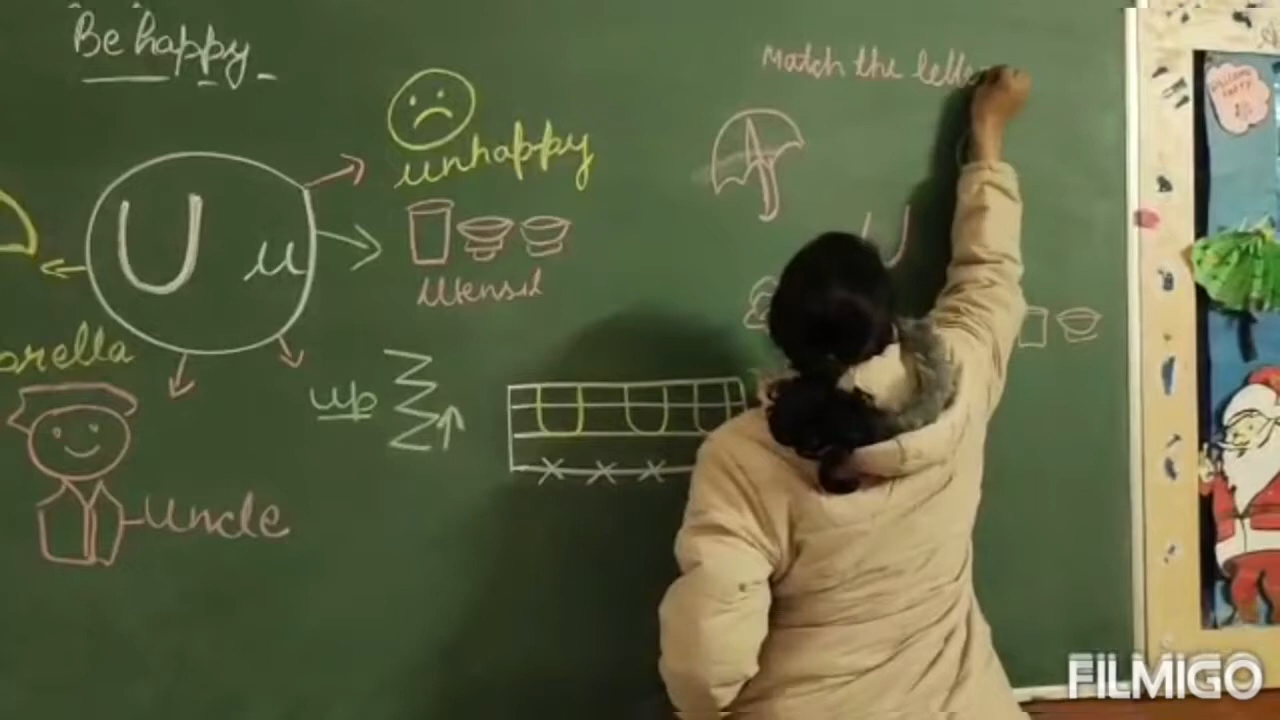 Be happy
Match the lette
unhappy
U u
Utensil
orella
up
Uncle
FILMIGO